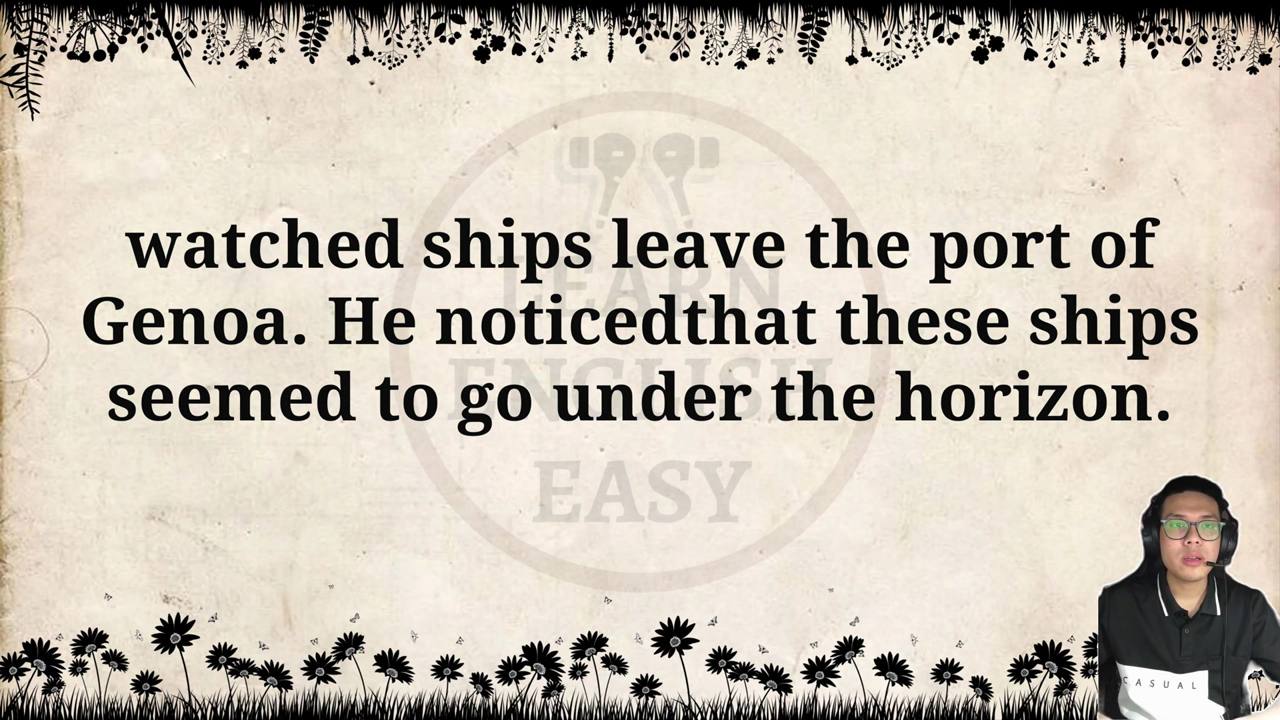 watched ships leave the port of
Genoa. He noticedthat these ships
seemed to go under the horizon.
LEARN
ENGLISH
EASY
CASUAL